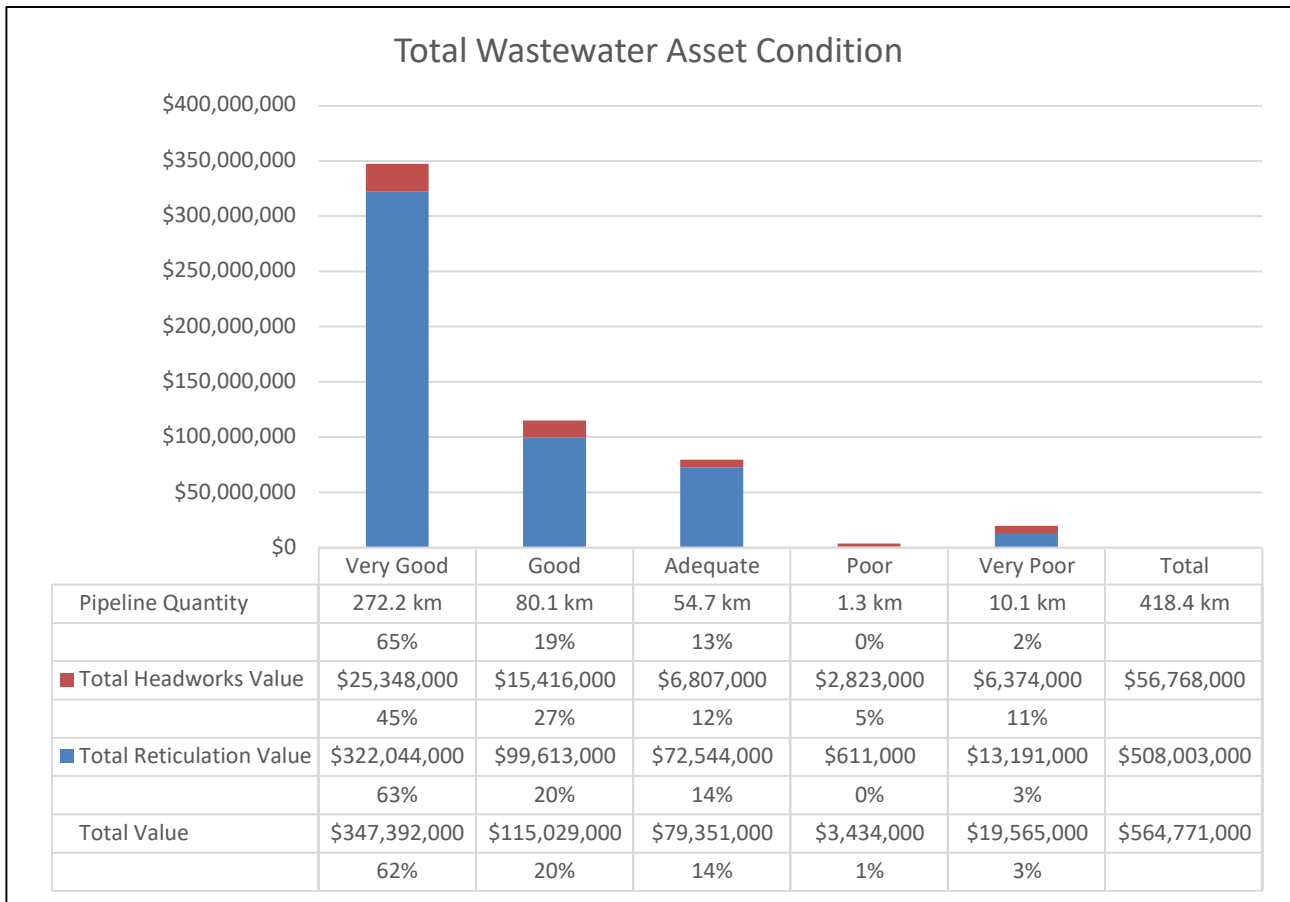 Total Wastewater Asset Condition
$400,000,000
$350,000,000
$300,000,000
$250,000,000
$200,000,000
$150,000,000
$100,000,000
$50,000,000
$0
Very Good Good Adequate Poor Very Poor Total
Pipeline Quantity 272.2 km 80.1 km 54.7 km 1.3 km 10.1 km 418.4 km
65% 19% 13% 0% 2%
Total Headworks Value $25,348,000 $15,416,000 $6,807,000 $2,823,000 $6,374,000 $56,768,000
45% 27% 12% 5% 11%
Total Reticulation Value $322,044,000 $99,613,000 $72,544,000 $611,000 $13,191,000 $508,003,000
63% 20% 14% 0% 3%
Total Value $347,392,000 $115,029,000 $79,351,000 $3,434,000 $19,565,000 $564,771,000
62% 20% 14% 1% 3%